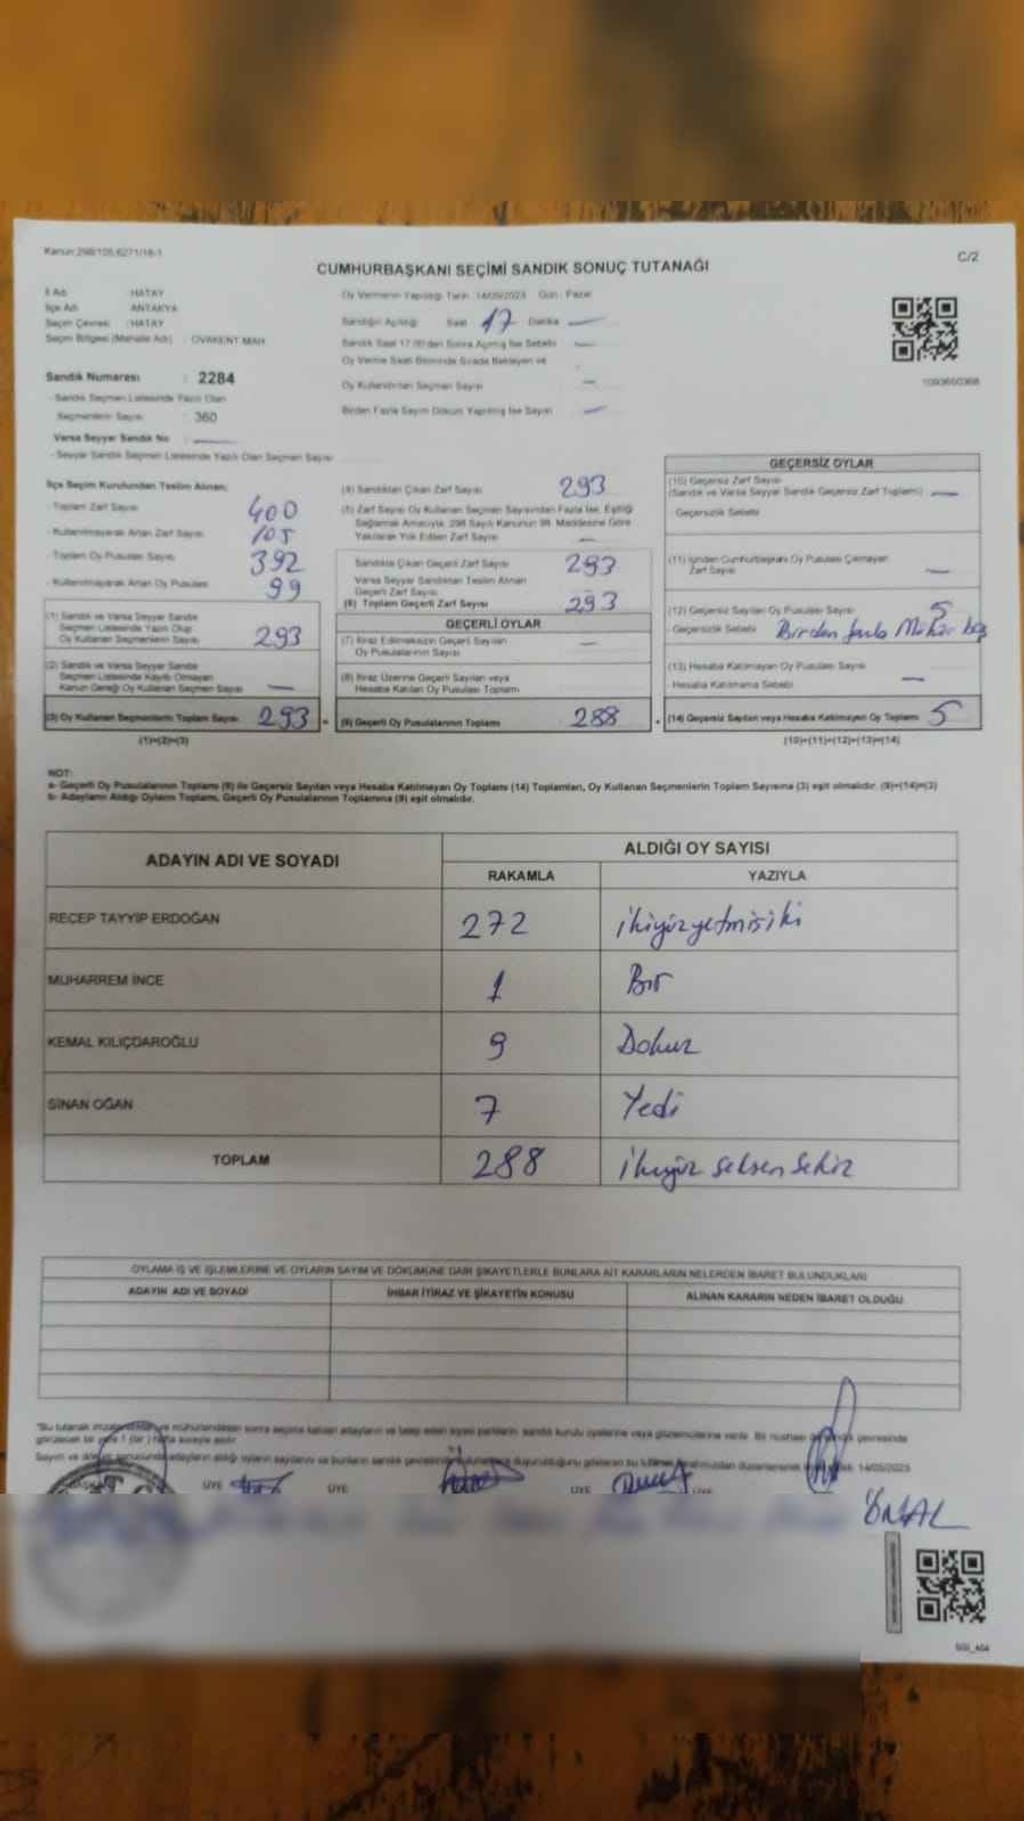 Kanun:298/105,6271/18-1
C/2
CUMHURBAŞKANI SEÇİMİ SANDIK SONUÇ TUTANAĞI
İl Adı : HATAY
İlçe Adı : ANTAKYA
Seçim Çevresi : HATAY
Seçim Bölgesi (Mahalle Adı) : OVAKENT MAH.
Sandık Numarası : 2284
- Sandık Seçmen Listesinde Yazılı Olan
Seçmenlerin Sayısı : 360
Varsa Seyyar Sandık No :
- Seyyar Sandık Seçmen Listesinde Yazılı Olan Seçmen Sayısı
Oy Vermenin Yapıldığı Tarih : 14/05/2023 Gün : Pazar
Sandığın Açıldığı Saat 17 Dakika —
Sandık Saat 17.00'den Sonra Açılmış İse Sebebi —
Oy Verme Saati Bitiminde Sırada Bekleyen ve
Oy Kullandırılan Seçmen Sayısı —
Birden Fazla Sayım Döküm Yapılmış İse Sayısı —
1093650368
İlçe Seçim Kurulundan Teslim Alınan;
- Toplam Zarf Sayısı 400
- Kullanılmayarak Artan Zarf Sayısı 105
- Toplam Oy Pusulası Sayısı 392
- Kullanılmayarak Artan Oy Pusulası 99
(1) Sandık ve Varsa Seyyar Sandık
Seçmen Listesinde Yazılı Olup
Oy Kullanan Seçmenlerin Sayısı 293
(2) Sandık ve Varsa Seyyar Sandık
Seçmen Listesinde Kayıtlı Olmayan
Kanun Gereği Oy Kullanan Seçmen Sayısı —
(3) Oy Kullanan Seçmenlerin Toplam Sayısı 293
(1)+(2)=(3)
(4) Sandıktan Çıkan Zarf Sayısı 293
(5) Zarf Sayısı Oy Kullanan Seçmen Sayısından Fazla İse, Eşitliği
Sağlamak Amacıyla, 298 Sayılı Kanunun 98. Maddesine Göre
Yakılarak Yok Edilen Zarf Sayısı —
Sandıkta Çıkan Geçerli Zarf Sayısı 293
Varsa Seyyar Sandıktan Teslim Alınan
Geçerli Zarf Sayısı
(6) Toplam Geçerli Zarf Sayısı 293
GEÇERLİ OYLAR
(7) İtiraz Edilmeksizin Geçerli Sayılan
Oy Pusulalarının Sayısı —
(8) İtiraz Üzerine Geçerli Sayılan veya
Hesaba Katılan Oy Pusulası Toplamı
(9) Geçerli Oy Pusulalarının Toplamı 288
GEÇERSİZ OYLAR
(10) Geçersiz Zarf Sayısı
(Sandık ve Varsa Seyyar Sandık Geçersiz Zarf Toplamı) —
Geçersizlik Sebebi
(11) İçinden Cumhurbaşkanı Oy Pusulası Çıkmayan
Zarf Sayısı —
(12) Geçersiz Sayılan Oy Pusulası Sayısı 5
- Geçersizlik Sebebi Birden fazla Mühür
(13) Hesaba Katılmayan Oy Pusulası Sayısı
- Hesaba Katılmama Sebebi —
(14) Geçersiz Sayılan veya Hesaba Katılmayan Oy Toplamı 5
(10)+(11)+(12)+(13)=(14)
NOT:
a- Geçerli Oy Pusulalarının Toplamı (9) ile Geçersiz Sayılan veya Hesaba Katılmayan Oy Toplamı (14) Toplamları, Oy Kullanan Seçmenlerin Toplam Sayısına (3) eşit olmalıdır. (9)+(14)=(3)
b- Adayların Aldığı Oyların Toplamı, Geçerli Oy Pusulalarının Toplamına (9) eşit olmalıdır.
ADAYIN ADI VE SOYADI
ALDIĞI OY SAYISI
RAKAMLA YAZIYLA
RECEP TAYYİP ERDOĞAN 272 ikiyüzyetmişiki
MUHARREM İNCE 1 Bir
KEMAL KILIÇDAROĞLU 9 Dokuz
SİNAN OĞAN 7 Yedi
TOPLAM 288 ikiyüz seksen sekiz
OYLAMA İŞ VE İŞLEMLERİNE VE OYLARIN SAYIM VE DÖKÜMÜNE DAİR ŞİKAYETLERLE BUNLARA AİT KARARLARIN NELERDEN İBARET BULUNDUKLARI
ADAYIN ADI VE SOYADI İHBAR İTİRAZ VE ŞİKAYETİN KONUSU ALINAN KARARIN NEDEN İBARET OLDUĞU
ÜYE ÜYE ÜYE
ÖNAL